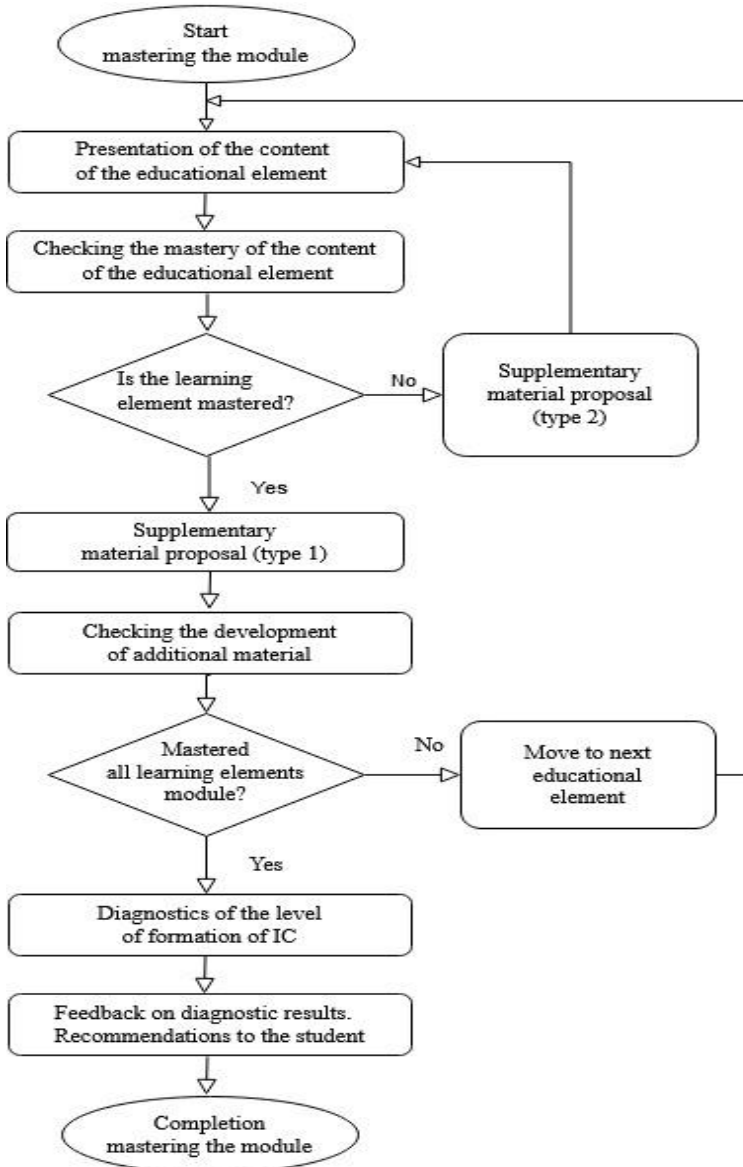 Start
mastering the module
Presentation of the content
of the educational element
Checking the mastery of the content
of the educational element
Is the learning
element mastered?
No
Supplementary
material proposal
(type 2)
Yes
Supplementary
material proposal (type 1)
Checking the development
of additional material
Mastered
all learning elements
module?
No
Move to next
educational
element
Yes
Diagnostics of the level
of formation of IC
Feedback on diagnostic results.
Recommendations to the student
Completion
mastering the module